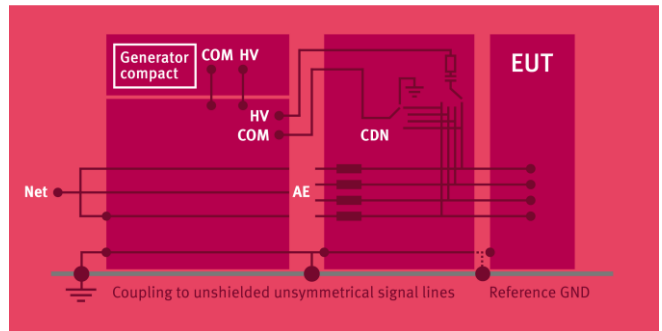 Generator
compact
COM HV
EUT
HV
COM
CDN
Net
AE
Coupling to unshielded unsymmetrical signal lines
Reference GND